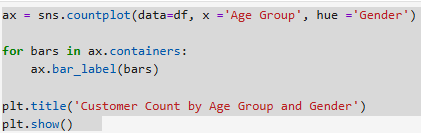 ax = sns.countplot(data=df, x ='Age Group', hue ='Gender')
for bars in ax.containers:
    ax.bar_label(bars)
plt.title('Customer Count by Age Group and Gender')
plt.show()